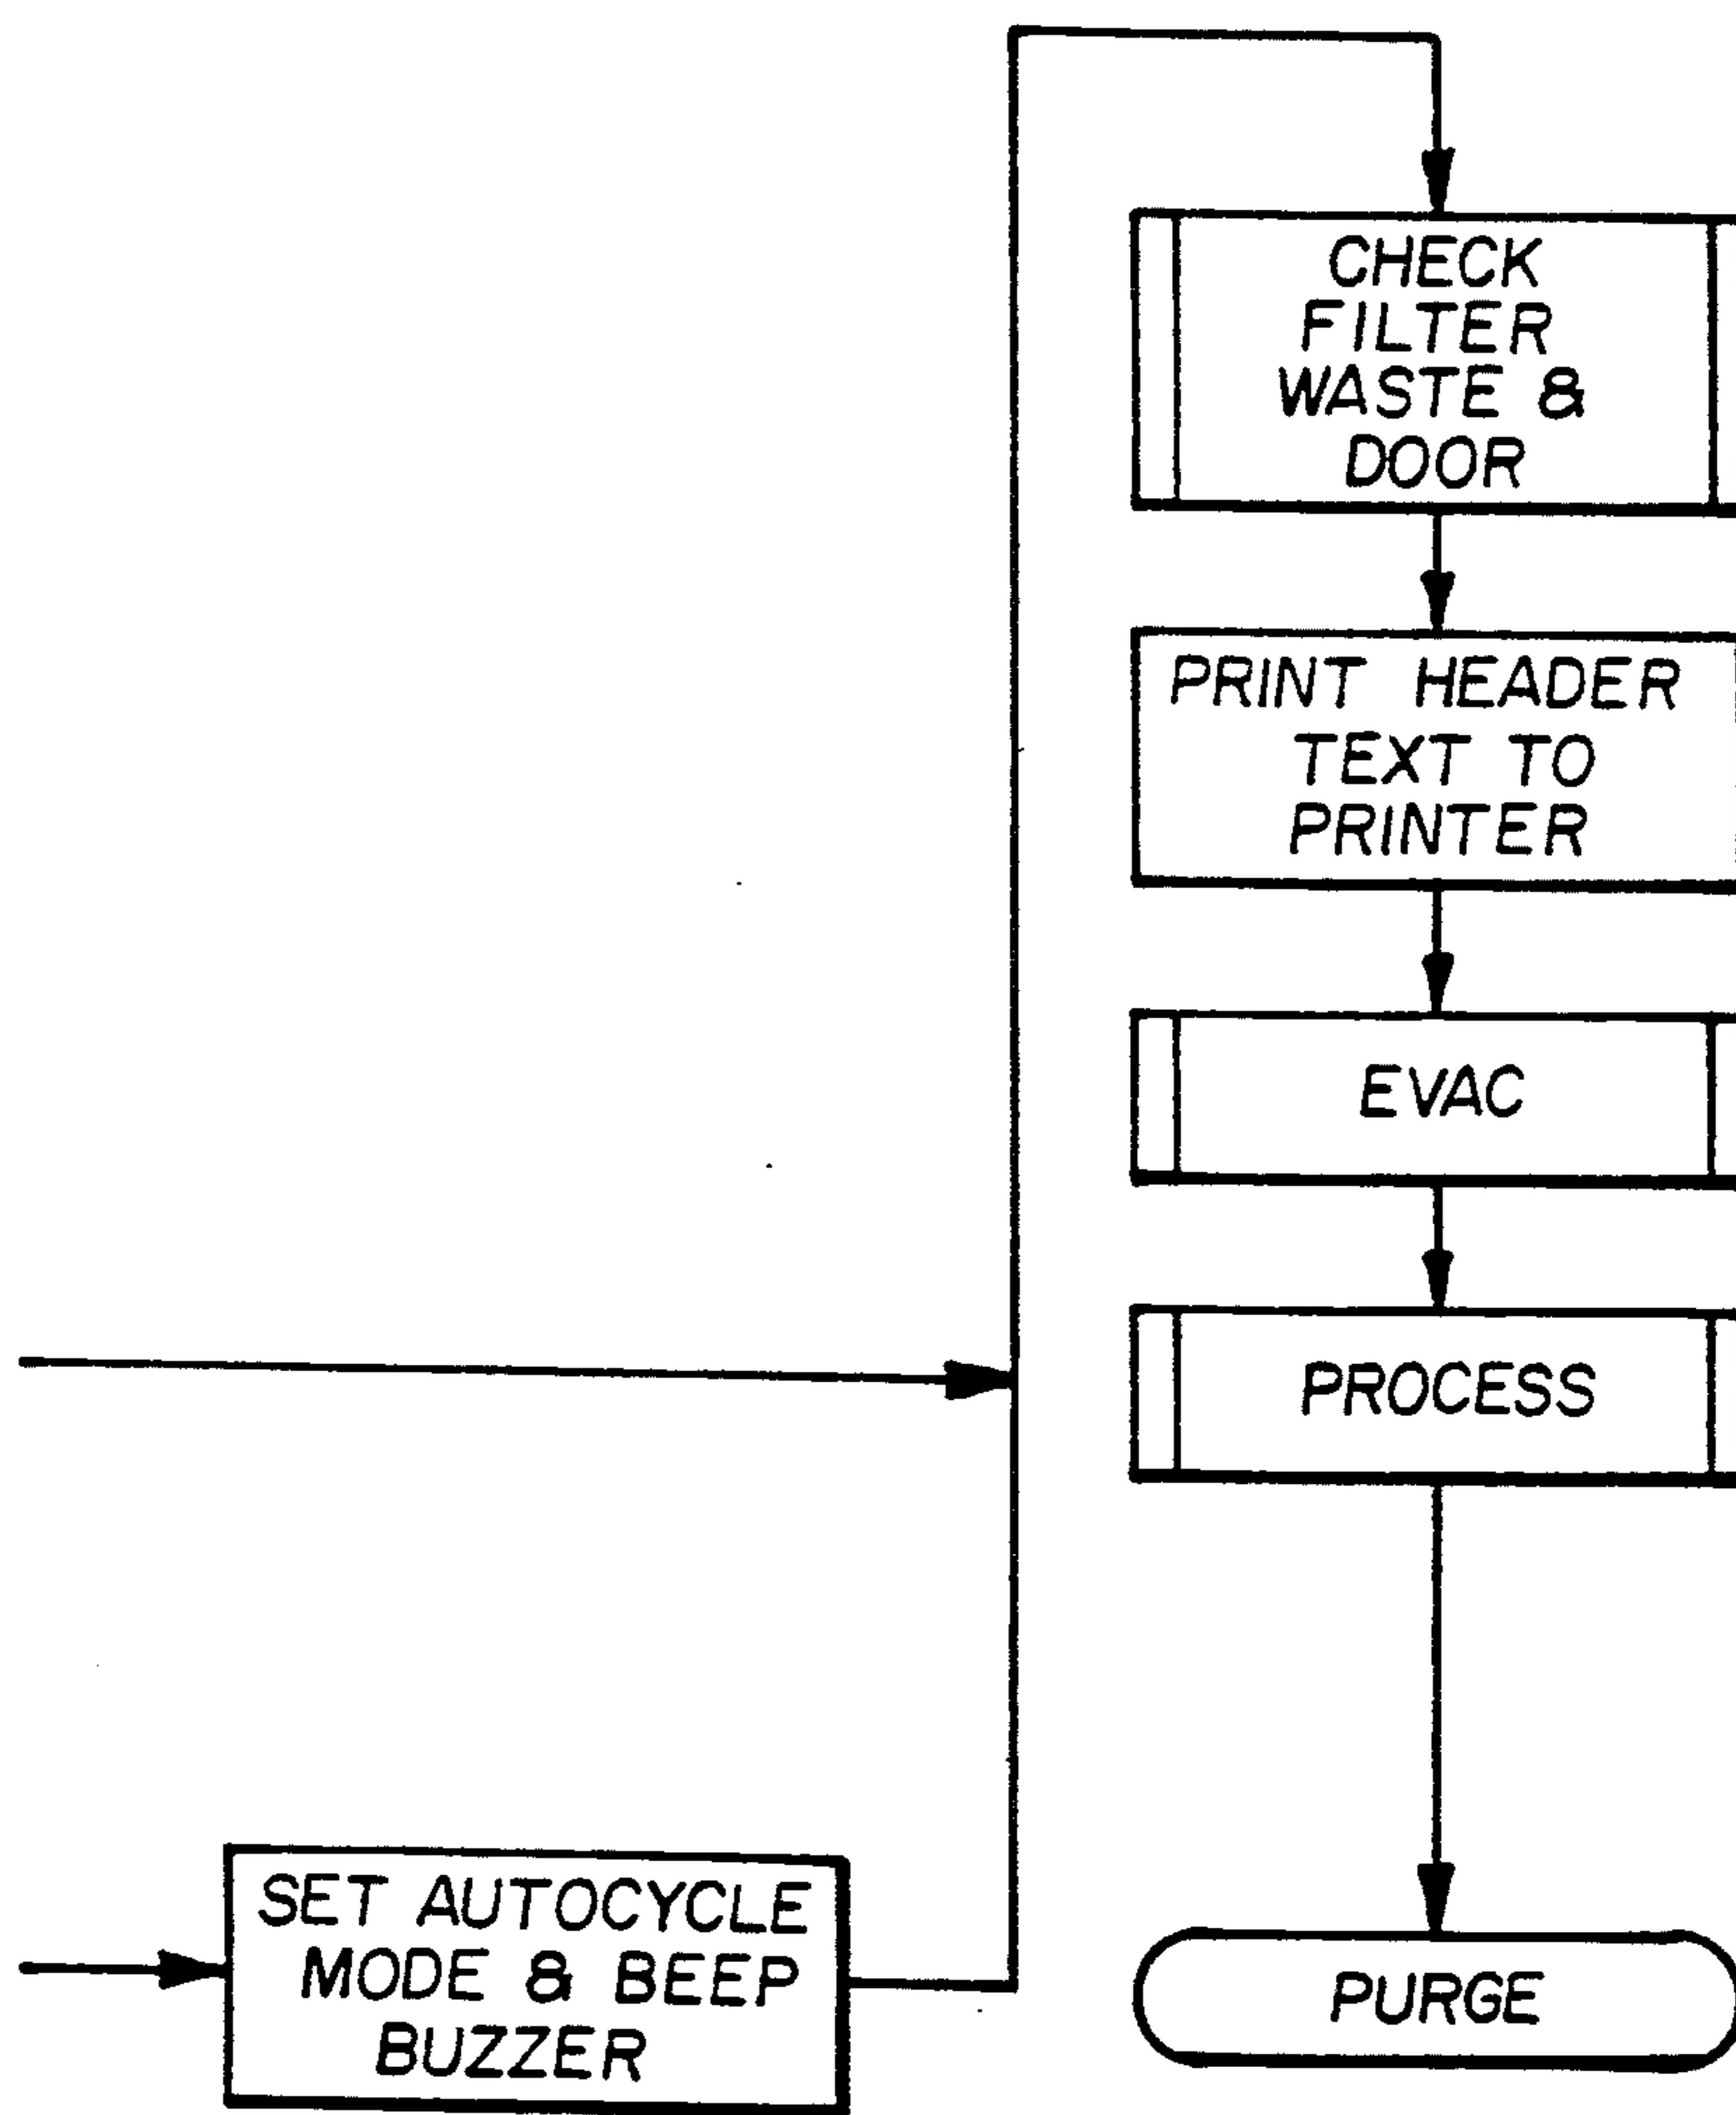 CHECK
FILTER
WASTE &
DOOR
PRINT HEADER
TEXT TO
PRINTER
EVAC
PROCESS
SET AUTOCYCLE
MODE & BEEP
BUZZER
PURGE